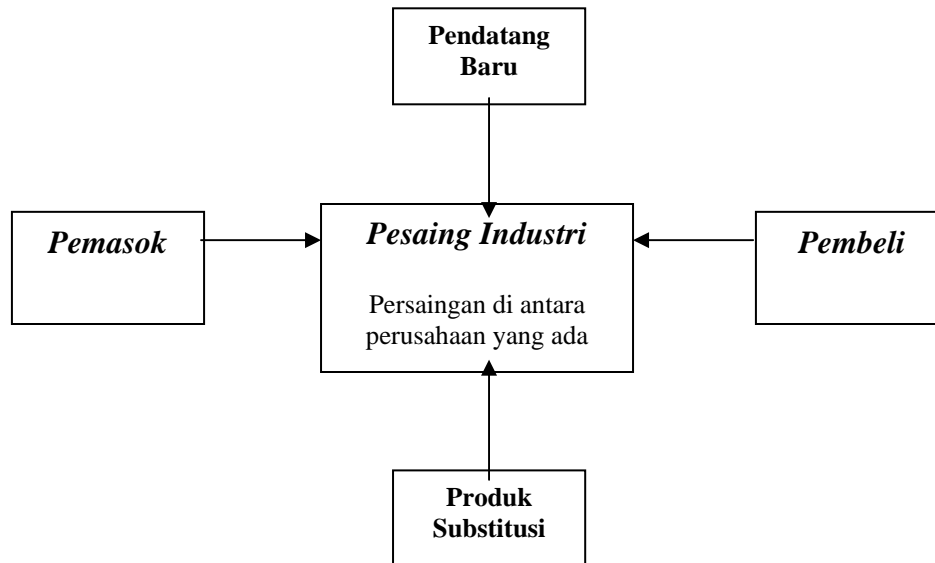 Pendatang
Baru
Pemasok
Pesaing Industri
Persaingan di antara
perusahaan yang ada
Pembeli
Produk
Substitusi